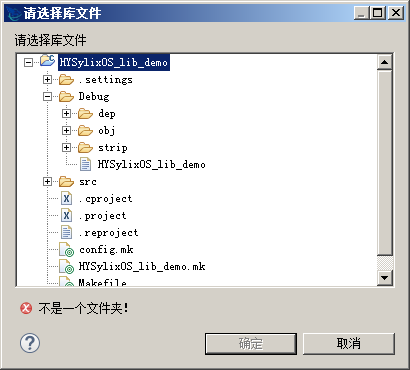 请选择库文件
请选择库文件
HYSylixOS_lib_demo
.settings
Debug
dep
obj
strip
HYSylixOS_lib_demo
src
.cproject
.project
.reproject
config.mk
HYSylixOS_lib_demo.mk
Makefile
不是一个文件夹!
确定
取消